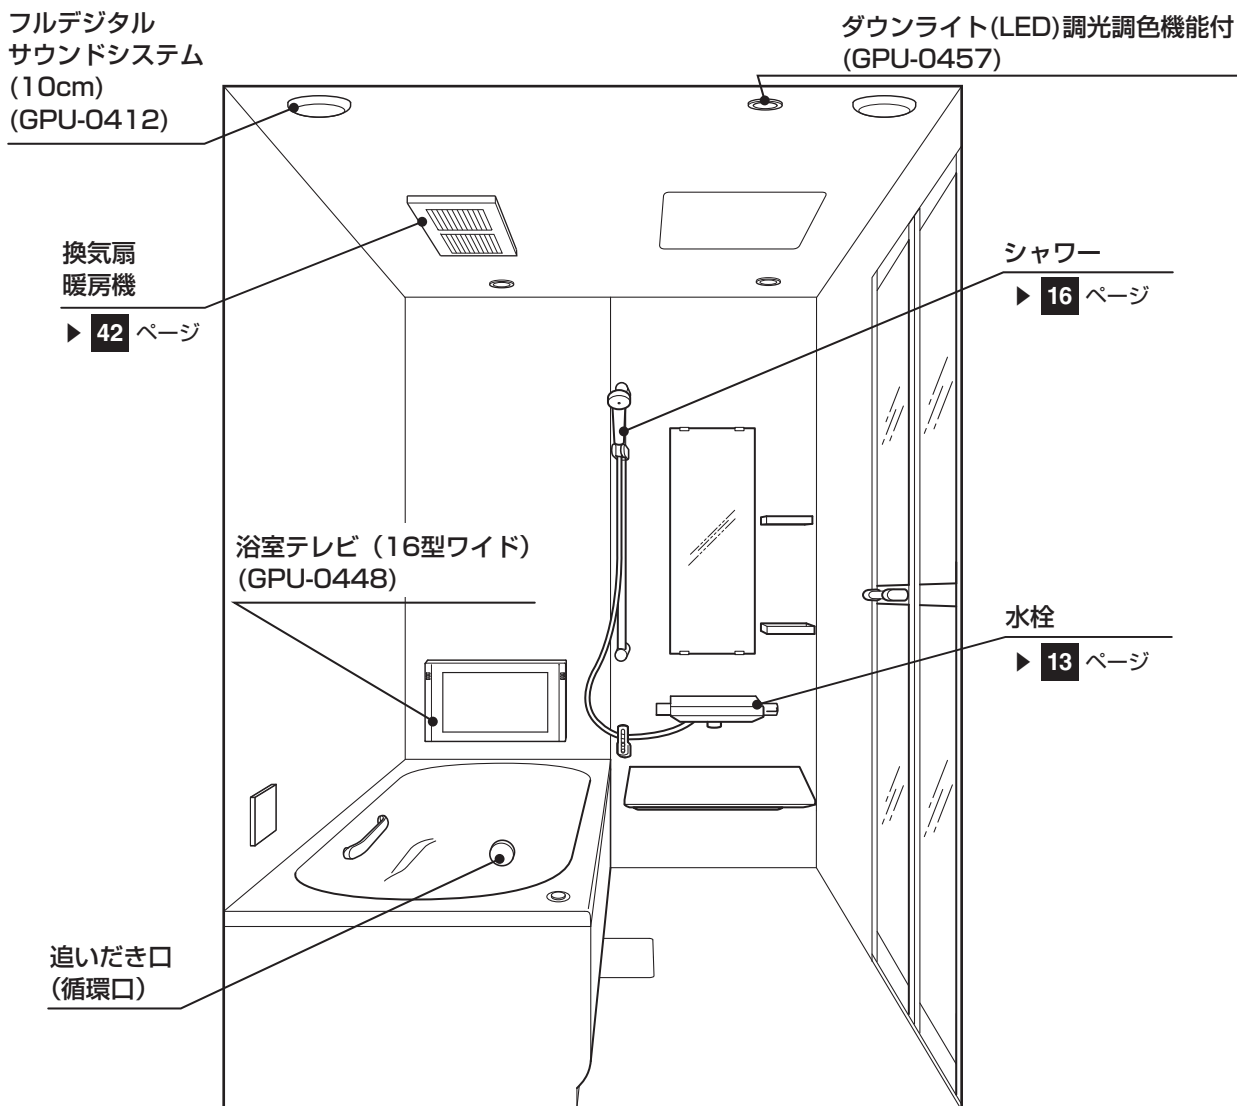 フルデジタル
サウンドシステム
(10cm)
(GPU-0412)
ダウンライト(LED)調光調色機能付
(GPU-0457)
換気扇
暖房機
▶ 42 ページ
シャワー
▶ 16 ページ
浴室テレビ（16型ワイド）
(GPU-0448)
水栓
▶ 13 ページ
追いだき口
（循環口）